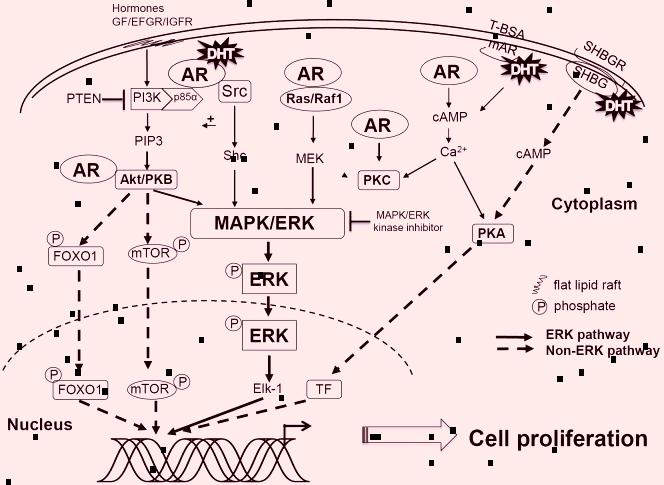 Hormones
GF/EFGR/IGFR
T-BSA
mAR
SHBGR
SHBG
DHT
DHT
DHT
AR
AR
AR
PTEN
PI3K
p85α
Src
Ras/Raf1
cAMP
AR
+
PIP3
Shc
MEK
Ca2+
cAMP
AR
Akt/PKB
PKC
Cytoplasm
MAPK/ERK
MAPK/ERK
kinase inhibitor
PKA
P
FOXO1
mTOR
P
P
ERK
flat lipid raft
P
phosphate
P
ERK
ERK pathway
Non-ERK pathway
P
FOXO1
mTOR
P
Elk-1
TF
Nucleus
Cell proliferation